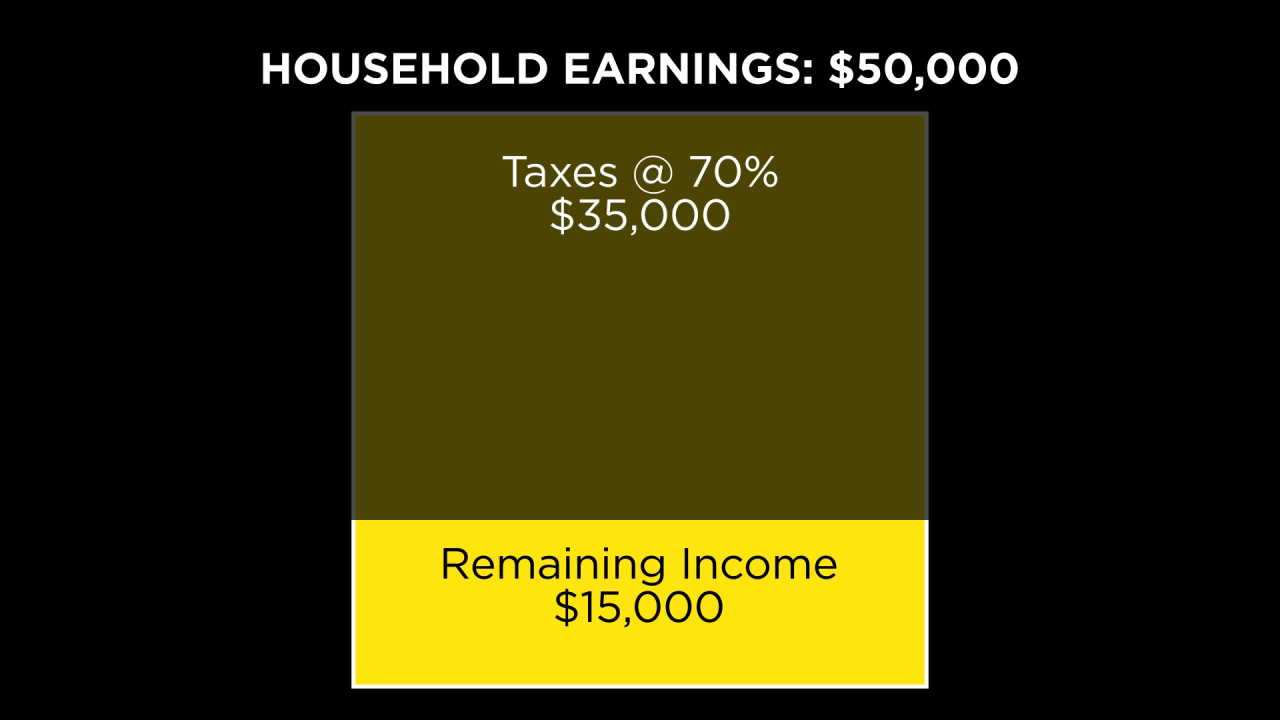 HOUSEHOLD EARNINGS: $50,000
Taxes @ 70%
$35,000
Remaining Income
$15,000